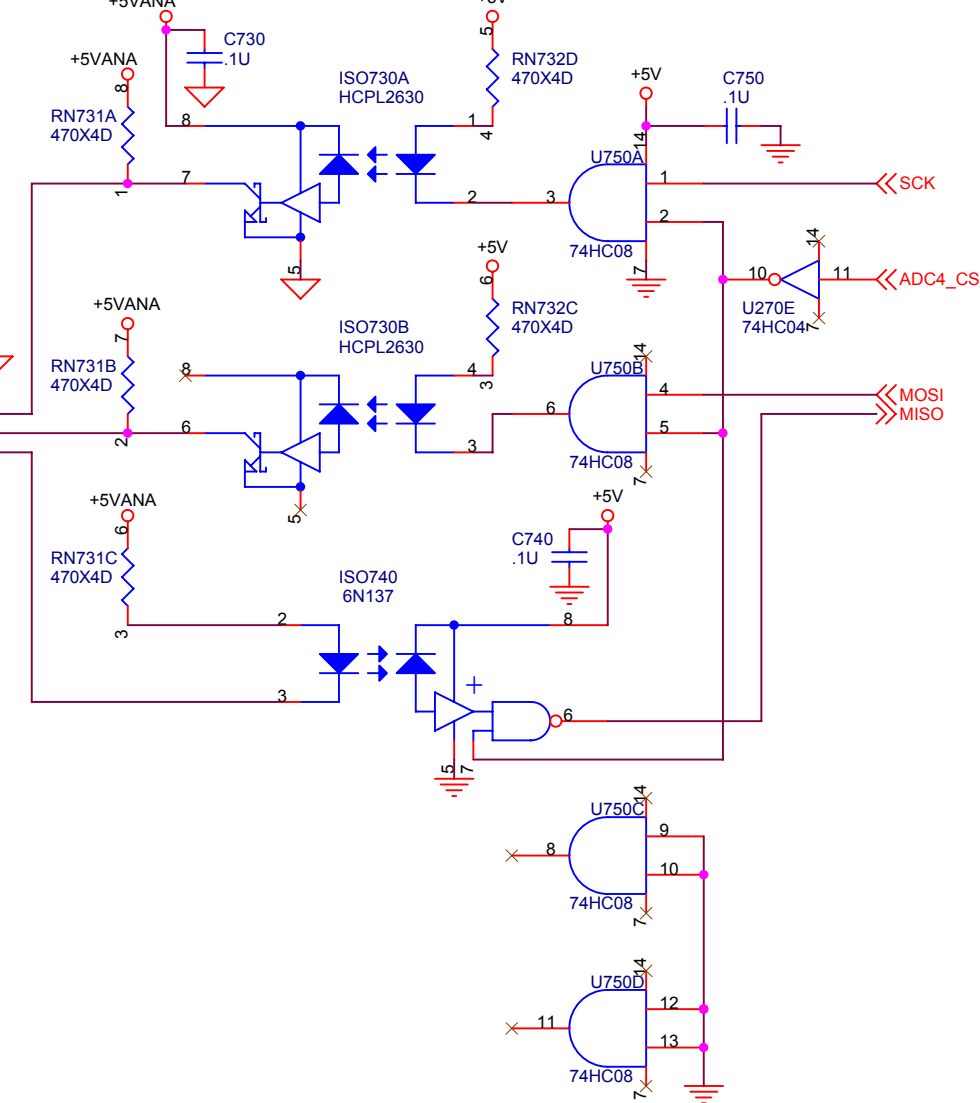 +5VANA
+5V
C730
.1U
+5VANA
8
5
RN732D
470X4D
+5V
C750
.1U
RN731A
470X4D
ISO730A
HCPL2630
8
1
4
14
U750A
7
1
2
3
1
2
SCK
5
74HC08
7
+5V
14
10
11
ADC4_CS
U270E
74HC04
7
+5VANA
7
6
RN732C
470X4D
ISO730B
HCPL2630
RN731B
470X4D
8
4
3
14
U750B
4
MOSI
6
MISO
6
5
2
3
74HC08
7
+5VANA
6
5
+5V
C740
.1U
RN731C
470X4D
ISO740
6N137
3
2
8
3
+
6
5
7
14
U750C
9
8
10
74HC08
7
14
U750D
12
11
13
74HC08
7